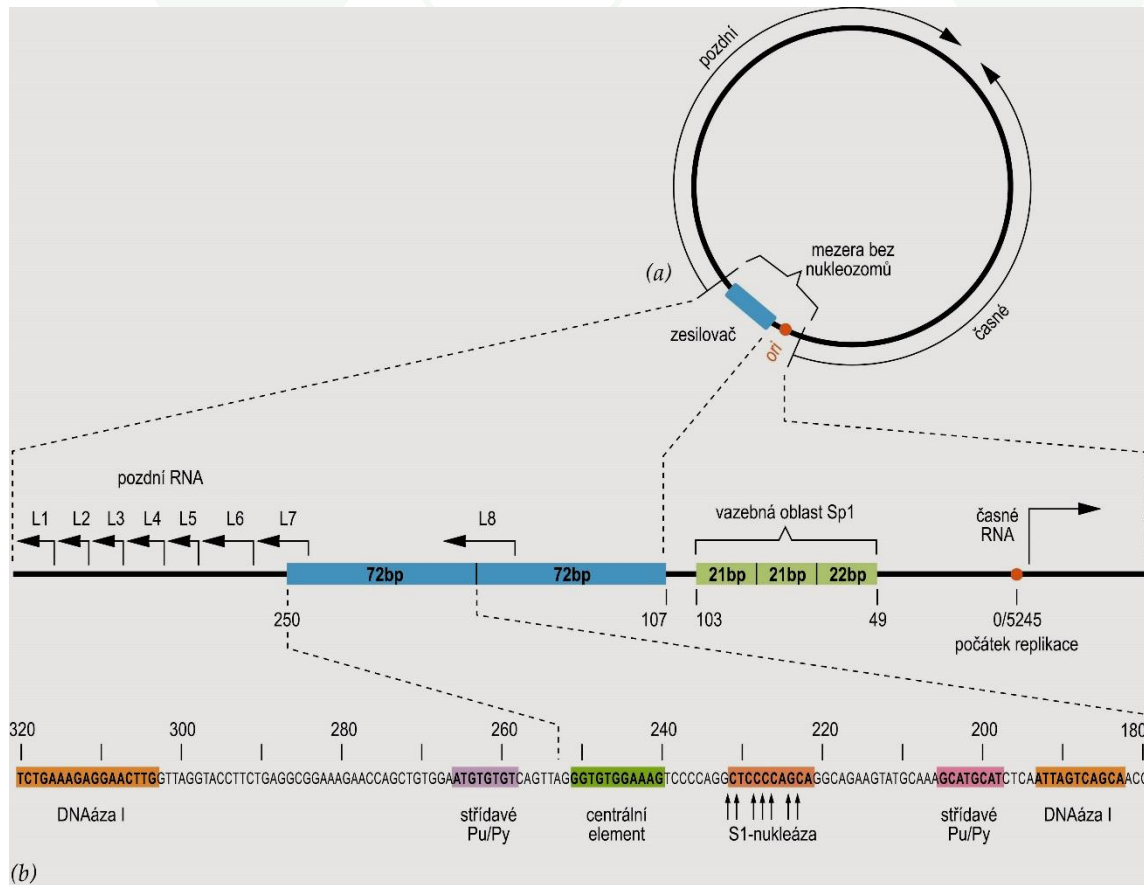 pozdní
mezera bez
nukleozomů
(a)
zesilovač
ori
časné
pozdní RNA
L1 L2 L3 L4 L5 L6 L7 L8
vazebná oblast Sp1
časné
RNA
72bp 72bp 21bp 21bp 22bp
250 107 103 49 0/5245
počátek replikace
320 300 280 260 240 220 200 180
TCTGAAAGAGGAACTTGGTTAGGTACCTTCTGAGGCGGAAAGAACCAGCTGTGGAATGTGTGTCAGTTAGGGTGTGGAAAGTCCCCAGGCTCCCCAGCAGGCAGAAGTATGCAAAGCATGCATCTCAATTAGTCAGCAACC
DNAáza I střídavé centrální S1-nukleáza střídavé DNAáza I
Pu/Py element Pu/Py
(b)